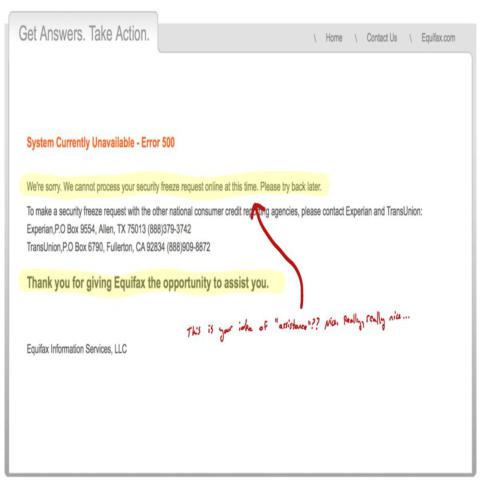 Get Answers. Take Action.
\ Home \ Contact Us \ Equifax.com
System Currently Unavailable - Error 500
We're sorry. We cannot process your security freeze request online at this time. Please try back later.
To make a security freeze request with the other national consumer credit reporting agencies, please contact Experian and TransUnion:
Experian,P.O Box 9554, Allen, TX 75013 (888)379-3742
TransUnion,P.O Box 6790, Fullerton, CA 92834 (888)909-8872
Thank you for giving Equifax the opportunity to assist you.
This is your idea of "assistance"?? Nice. Really, really nice...
Equifax Information Services, LLC